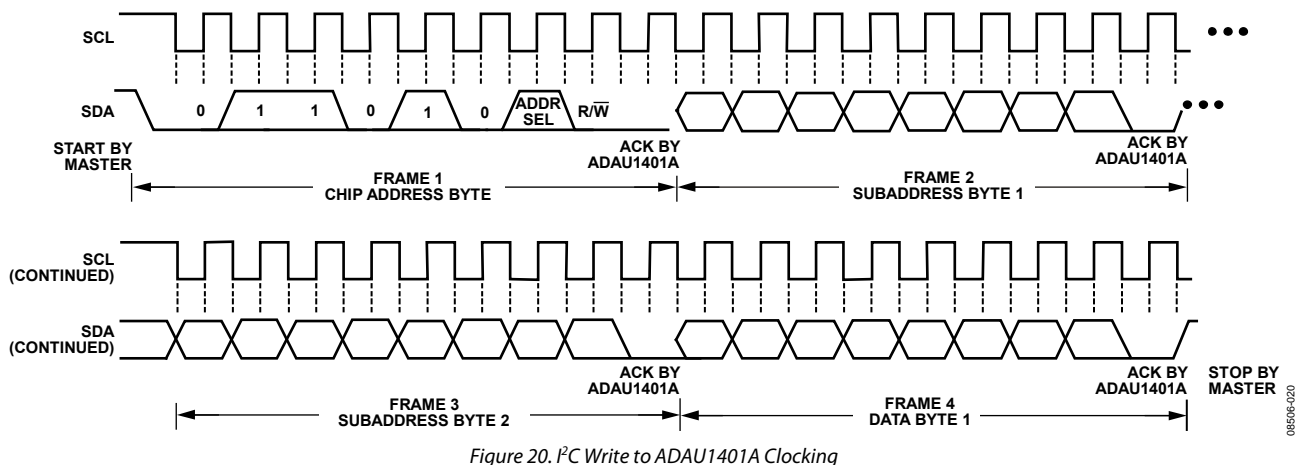 SCL
SDA
0 1 1 0 1 0 ADDR SEL R/W̅
START BY MASTER
ACK BY ADAU1401A
ACK BY ADAU1401A
FRAME 1
CHIP ADDRESS BYTE
FRAME 2
SUBADDRESS BYTE 1
SCL
(CONTINUED)
SDA
(CONTINUED)
ACK BY ADAU1401A
ACK BY ADAU1401A
STOP BY MASTER
FRAME 3
SUBADDRESS BYTE 2
FRAME 4
DATA BYTE 1
08506-020
Figure 20. I²C Write to ADAU1401A Clocking